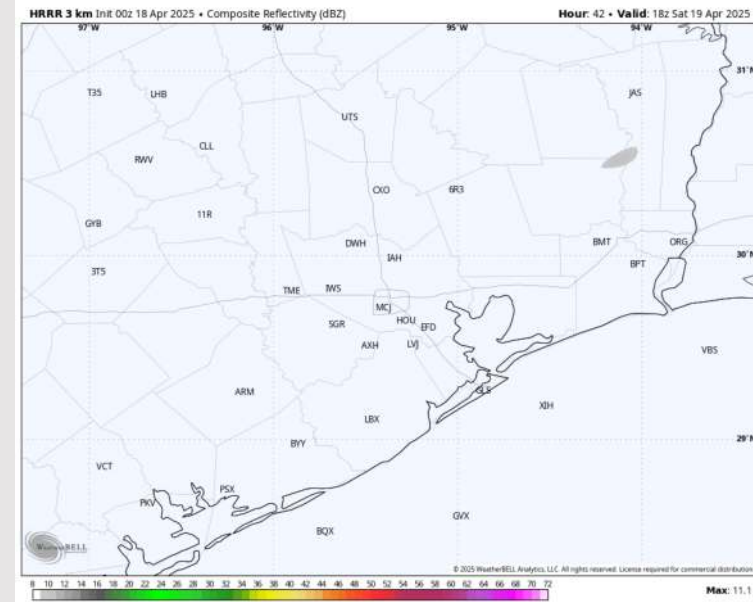 HRRR 3 km Init 00z 18 Apr 2025 • Composite Reflectivity (dBZ) Hour: 42 • Valid: 18z Sat 19 Apr 2025
97°W 96°W 95°W 94°W
31°N
T35 LHB JAS
UTS
CLL
RWV
CXO 6R3
11R
GYB
DWH BMT ORG
30°N
IAH
3T5 BPT
TME IWS
MCJ
SGR HOU EFD
AXH LVJ VBS
ARM GLS
XIH
LBX
BYY 29°N
VCT
PSX
PKV
BQX GVX
WeatherBELL
© 2025 WeatherBELL Analytics, LLC. All rights reserved. License required for commercial distribution
8 10 12 14 16 18 20 22 24 26 28 30 32 34 36 38 40 42 44 46 48 50 52 54 56 58 60 62 64 66 68 70 72
Max: 11.1